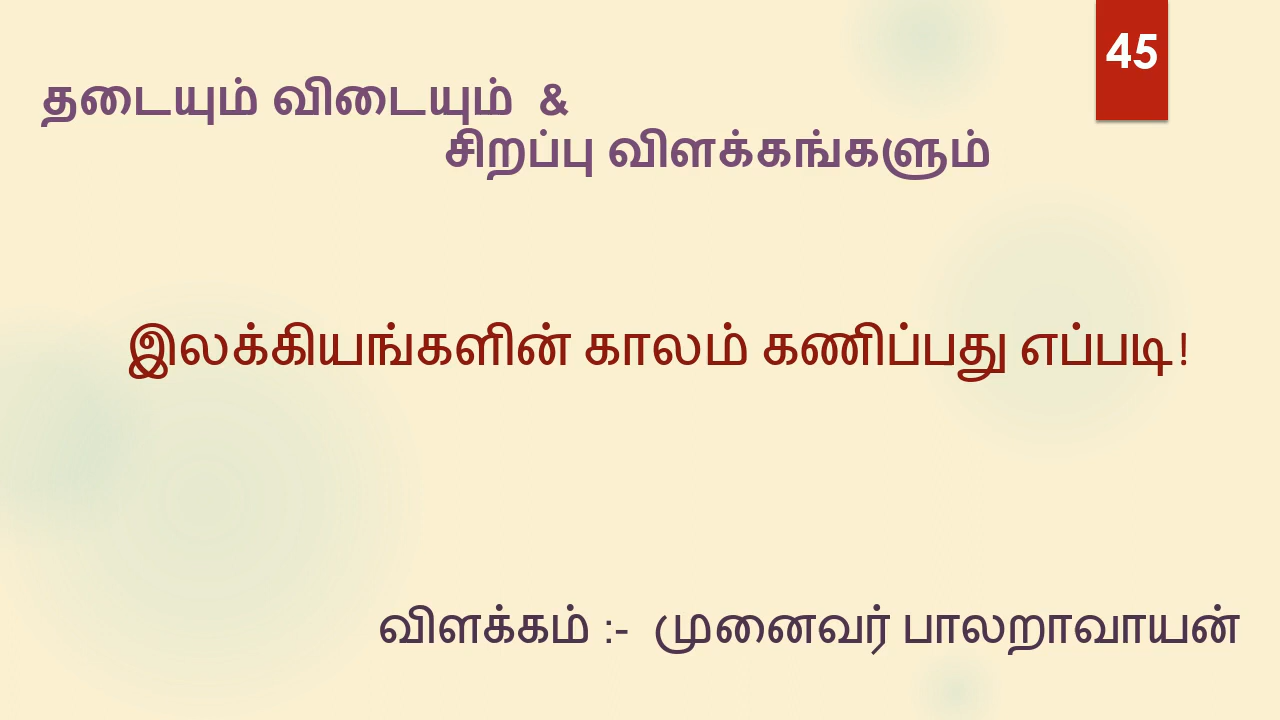 45
தடையும் விடையும் &
சிறப்பு விளக்கங்களும்
இலக்கியங்களின் காலம் கணிப்பது எப்படி!
விளக்கம் :- முனைவர் பாலறாவாயன்